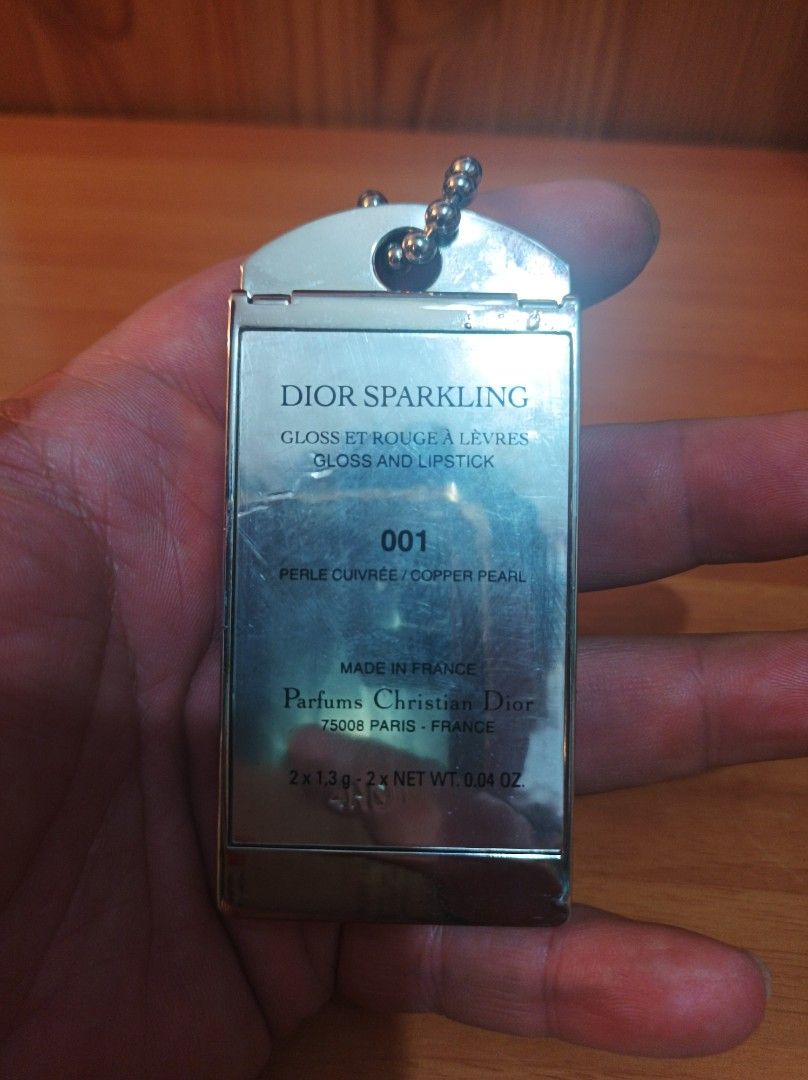 DIOR SPARKLING
GLOSS ET ROUGE À LÈVRES
GLOSS AND LIPSTICK
001
PERLE CUIVRÉE / COPPER PEARL
MADE IN FRANCE
Parfums Christian Dior
75008 PARIS - FRANCE
2 x 1,3 g - 2 x NET WT. 0.04 OZ.